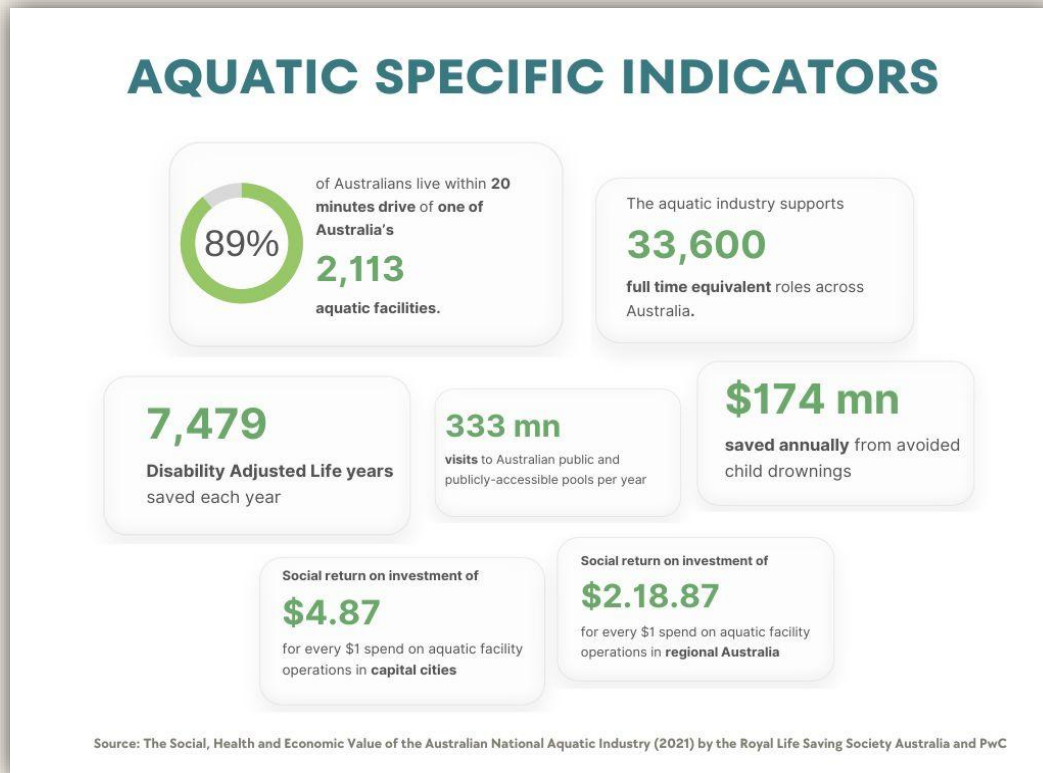 AQUATIC SPECIFIC INDICATORS
89%
of Australians live within 20
minutes drive of one of
Australia's
2,113
aquatic facilities.
The aquatic industry supports
33,600
full time equivalent roles across
Australia.
7,479
Disability Adjusted Life years
saved each year
333 mn
visits to Australian public and
publicly-accessible pools per year
$174 mn
saved annually from avoided
child drownings
Social return on investment of
$4.87
for every $1 spend on aquatic facility
operations in capital cities
Social return on investment of
$2.18.87
for every $1 spend on aquatic facility
operations in regional Australia
Source: The Social, Health and Economic Value of the Australian National Aquatic Industry (2021) by the Royal Life Saving Society Australia and PwC